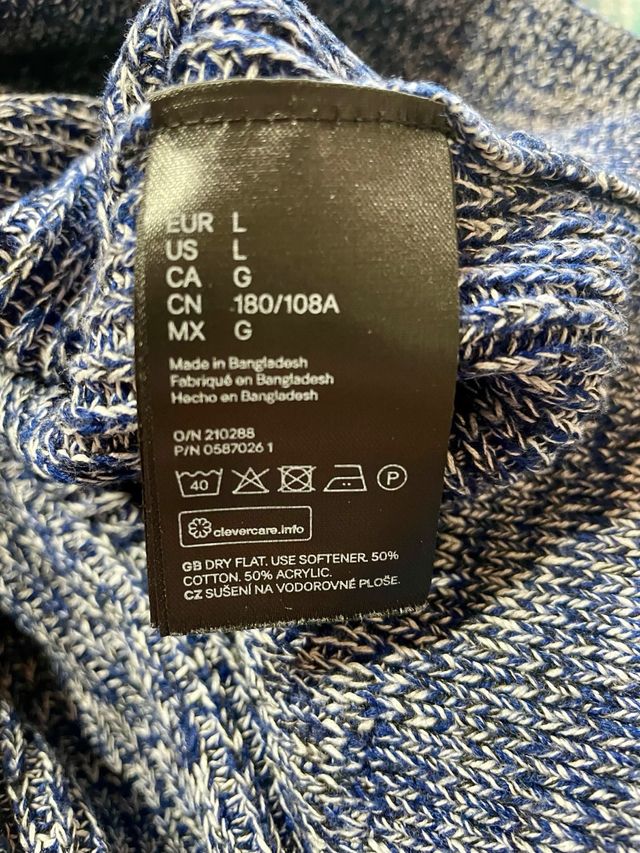 EUR L
US L
CA G
CN 180/108A
MX G
Made in Bangladesh
Fabriqué en Bangladesh
Hecho en Bangladesh
O/N 210288
P/N 0587026 1
40 P
clevercare.info
GB DRY FLAT. USE SOFTENER. 50%
COTTON. 50% ACRYLIC.
CZ SUŠENÍ NA VODOROVNÉ PLOŠE.